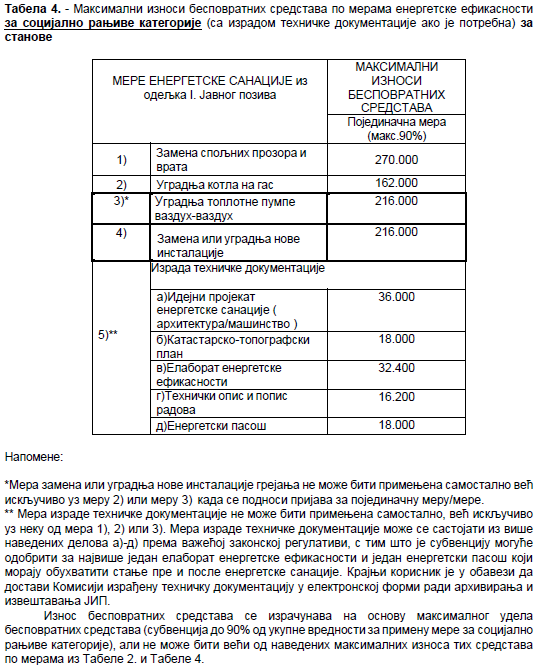 Табела 4. - Максимални износи бесповратних средстава по мерама енергетске ефикасности
за социјално рањиве категорије (са израдом техничке документације ако је потребна) за
станове
МЕРЕ ЕНЕРГЕТСКЕ САНАЦИЈЕ из
одељка I. Јавног позива
МАКСИМАЛНИ
ИЗНОСИ
БЕСПОВРАТНИХ
СРЕДСТАВА
Појединачна мера
(макс.90%)
1)
Замена спољних прозора и
врата
270.000
2)
Уградња котла на гас
162.000
3)*
Уградња топлотне пумпе
ваздух-ваздух
216.000
4)
Замена или уградња нове
инсталације
216.000
5)**
Израда техничке документације
а)Идејни пројекат
енергетске санације (
архитектура/машинство )
36.000
б)Катастарско-топографски
план
18.000
в)Елаборат енергетске
ефикасности
32.400
г)Технички опис и попис
радова
16.200
д)Енергетски пасош
18.000
Напомене:
*Мера замена или уградња нове инсталације грејања не може бити примењена самостално већ
искључиво уз меру 2) или меру 3) када се подноси пријава за појединачну меру/мере.
** Мера израде техничке документације не може бити примењена самостално, већ искључиво
уз неку од мера 1), 2) или 3). Мера израде техничке документације може се састојати из више
наведених делова а)-д) према важећој законској регулативи, с тим што је субвенцију могуће
одобрити за највише један елаборат енергетске ефикасности и један енергетски пасош који
морају обухватити стање пре и после енергетске санације. Крајњи корисник је у обавези да
достави Комисији израђену техничку документацију у електронској форми ради архивирања и
извештавања ЈИП.
Износ бесповратних средстава се израчунава на основу максималног удела
бесповратних средстава (субвенција до 90% од укупне вредности за примену мере за социјално
рањиве категорије), али не може бити већи од наведених максималних износа тих средстава
по мерама из Табеле 2. и Табеле 4.